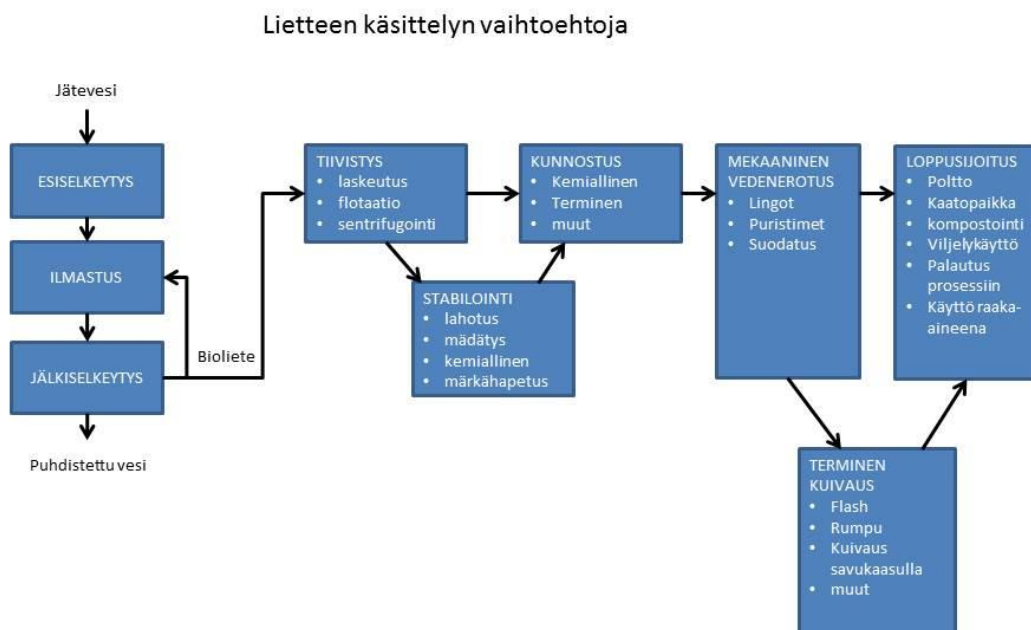 Lietteen käsittelyn vaihtoehtoja
Jätevesi
ESISELKEYTYS
ILMASTUS
JÄLKISELKEYTYS
Puhdistettu vesi
Bioliete
TIIVISTYS
• laskeutus
• flotaatio
• sentrifugointi
STABILOINTI
• lahotus
• mädätys
• kemiallinen
• märkähapetus
KUNNOSTUS
• Kemiallinen
• Terminen
• muut
MEKAANINEN
VEDENEROTUS
• Lingot
• Puristimet
• Suodatus
TERMINEN
KUIVAUS
• Flash
• Rumpu
• Kuivaus
savukaasulla
• muut
LOPPUSIJOITUS
• Poltto
• Kaatopaikka
• kompostointi
• Viljelykäyttö
• Palautus
prosessiin
• Käyttö raaka-
aineena